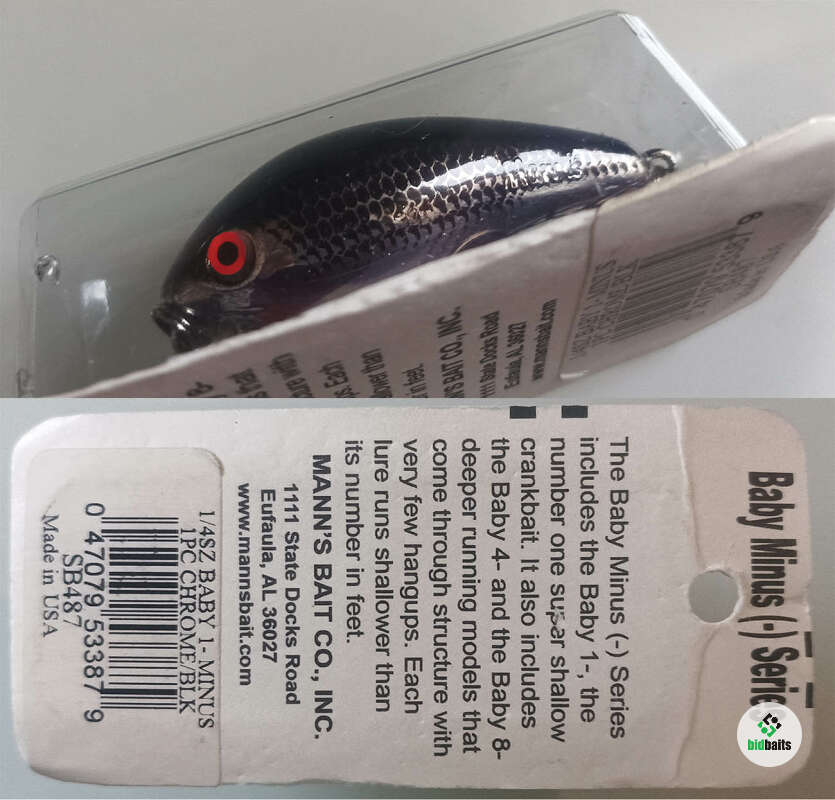 Baby Minus (-) Series
The Baby Minus (-) Series
includes the Baby 1-, the
number one super shallow
crankbait. It also includes
the Baby 4- and the Baby 8-
deeper running models that
come through structure with
very few hangups. Each
lure runs shallower than
its number in feet.
MANN'S BAIT CO., INC.
1111 State Docks Road
Eufaula, AL 36027
www.mannsbait.com
1/4SZ BABY 1- MINUS
1PC CHROME/BLK
0 47079 53387 9
SB487
Made in USA
bidbaits